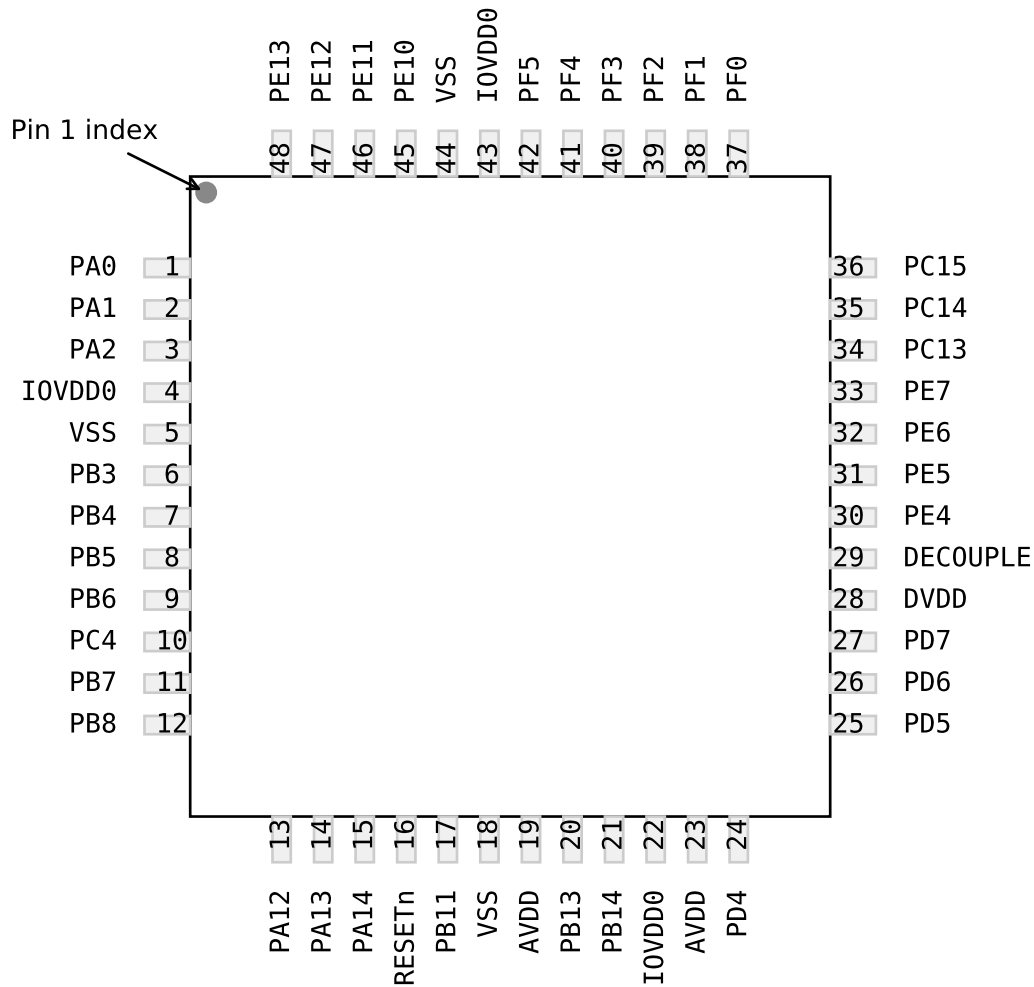 PE13 PE12 PE11 PE10 VSS IOVDD0 PF5 PF4 PF3 PF2 PF1 PF0
Pin 1 index
48 47 46 45 44 43 42 41 40 39 38 37
PA0 1 36 PC15
PA1 2 35 PC14
PA2 3 34 PC13
IOVDD0 4 33 PE7
VSS 5 32 PE6
PB3 6 31 PE5
PB4 7 30 PE4
PB5 8 29 DECOUPLE
PB6 9 28 DVDD
PC4 10 27 PD7
PB7 11 26 PD6
PB8 12 25 PD5
13 14 15 16 17 18 19 20 21 22 23 24
PA12 PA13 PA14 RESETn PB11 VSS AVDD PB13 PB14 IOVDD0 AVDD PD4